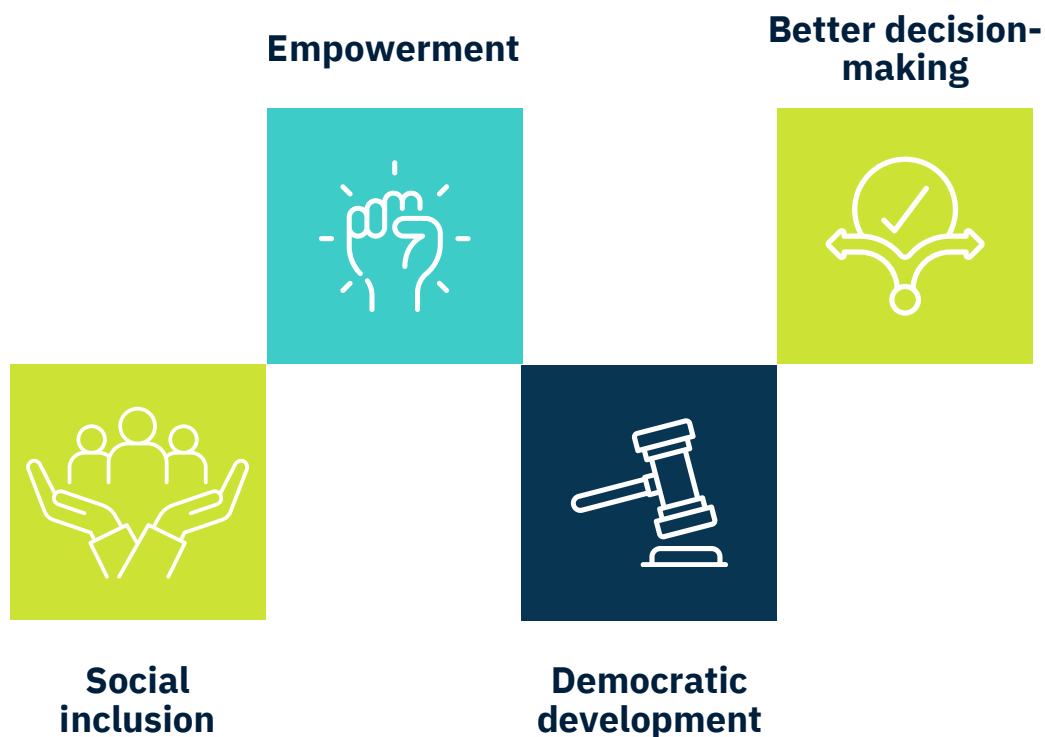 Empowerment
Better decision-
making
Social
inclusion
Democratic
development